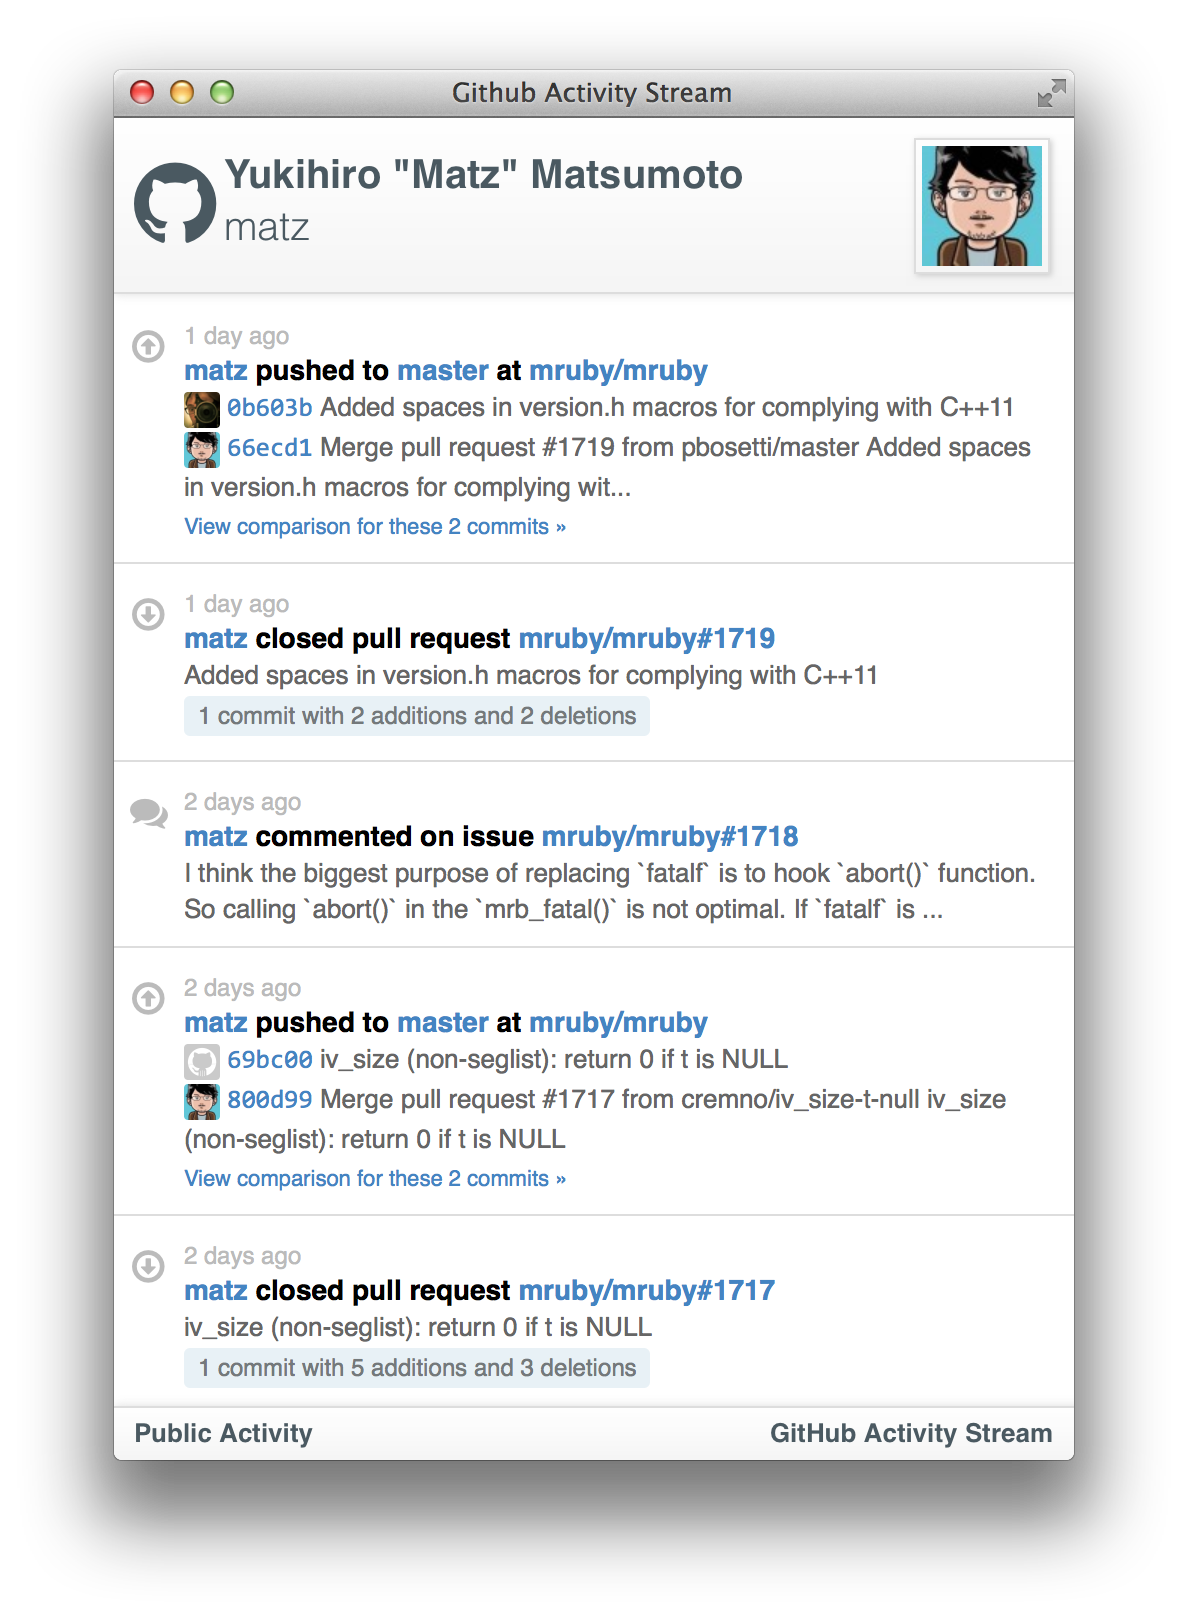 Github Activity Stream
Yukihiro "Matz" Matsumoto
matz
1 day ago
matz pushed to master at mruby/mruby
0b603b Added spaces in version.h macros for complying with C++11
66ecd1 Merge pull request #1719 from pbosetti/master Added spaces
in version.h macros for complying wit...
View comparison for these 2 commits »
1 day ago
matz closed pull request mruby/mruby#1719
Added spaces in version.h macros for complying with C++11
1 commit with 2 additions and 2 deletions
2 days ago
matz commented on issue mruby/mruby#1718
I think the biggest purpose of replacing `fatalf` is to hook `abort()` function.
So calling `abort()` in the `mrb_fatal()` is not optimal. If `fatalf` is ...
2 days ago
matz pushed to master at mruby/mruby
69bc00 iv_size (non-seglist): return 0 if t is NULL
800d99 Merge pull request #1717 from cremno/iv_size-t-null iv_size
(non-seglist): return 0 if t is NULL
View comparison for these 2 commits »
2 days ago
matz closed pull request mruby/mruby#1717
iv_size (non-seglist): return 0 if t is NULL
1 commit with 5 additions and 3 deletions
Public Activity
GitHub Activity Stream